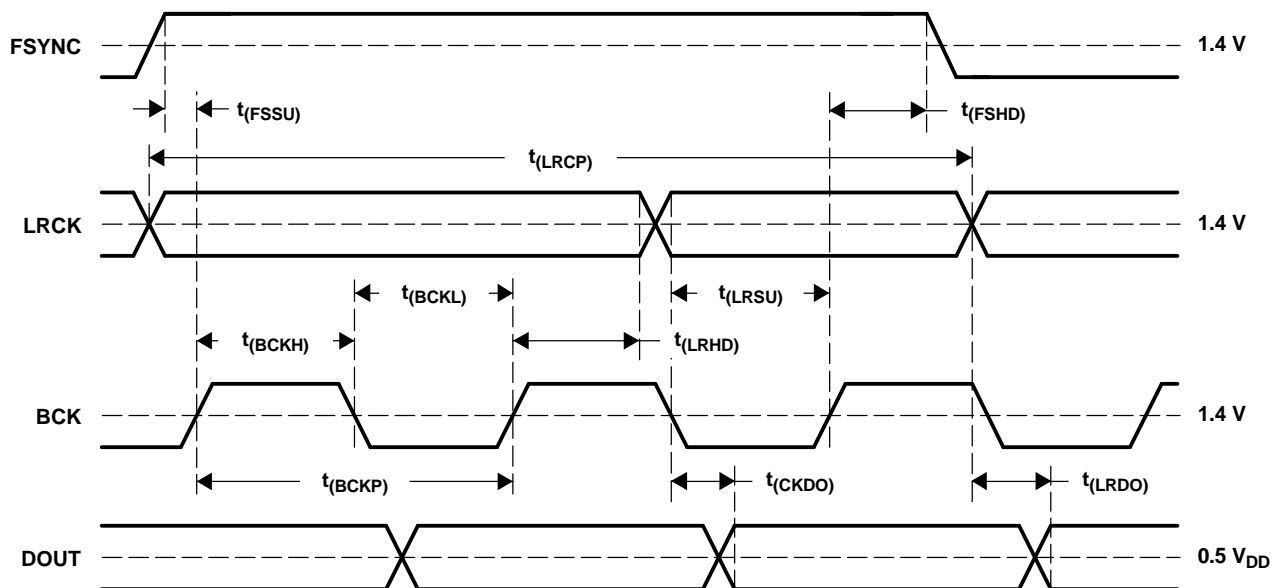 FSYNC
1.4 V
t(FSSU)
t(FSHD)
t(LRCP)
LRCK
1.4 V
t(BCKL)
t(LRSU)
t(BCKH)
t(LRHD)
BCK
1.4 V
t(BCKP)
t(CKDO)
t(LRDO)
DOUT
0.5 VDD